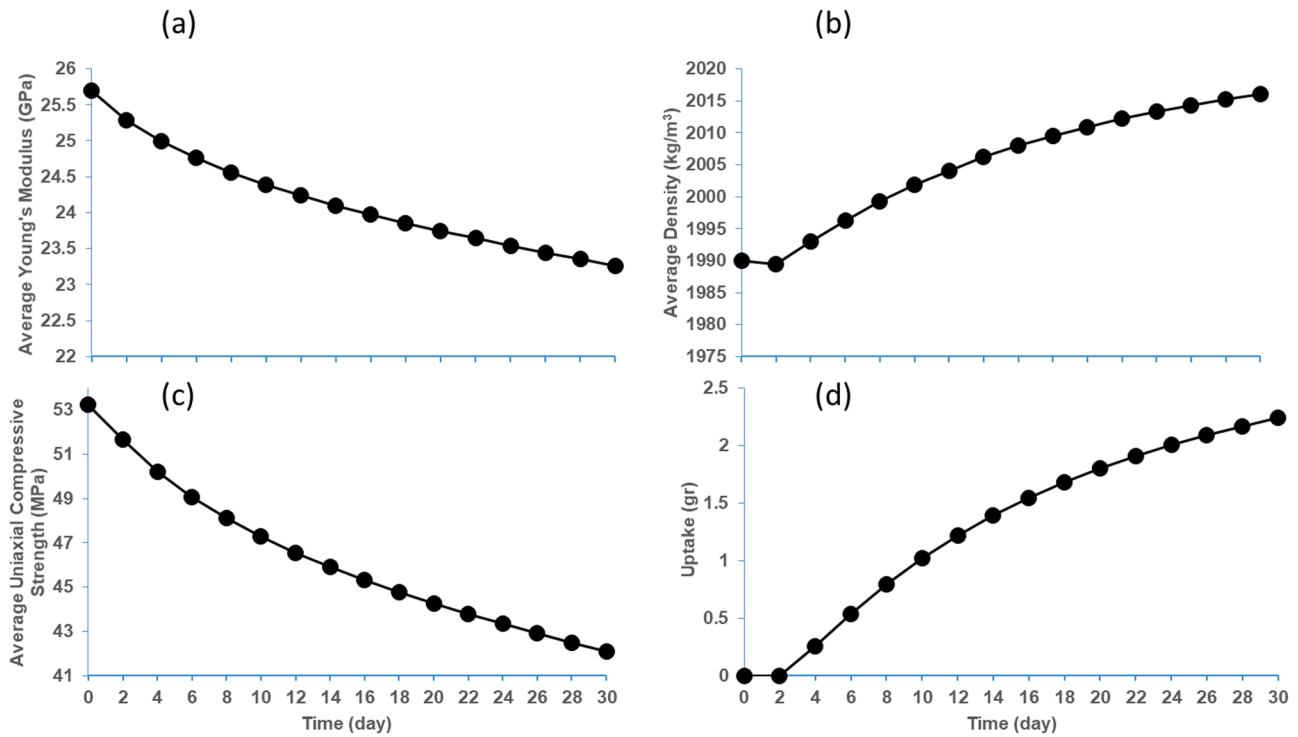 (a)
Average Young's Modulus (GPa)
26
25.5
25
24.5
24
23.5
23
22.5
22
(b)
Average Density (kg/m³)
2020
2015
2010
2005
2000
1995
1990
1985
1980
1975
(c)
Average Uniaxial Compressive
Strength (MPa)
53
51
49
47
45
43
41
0 2 4 6 8 10 12 14 16 18 20 22 24 26 28 30
Time (day)
(d)
Uptake (gr)
2.5
2
1.5
1
0.5
0
0 2 4 6 8 10 12 14 16 18 20 22 24 26 28 30
Time (day)